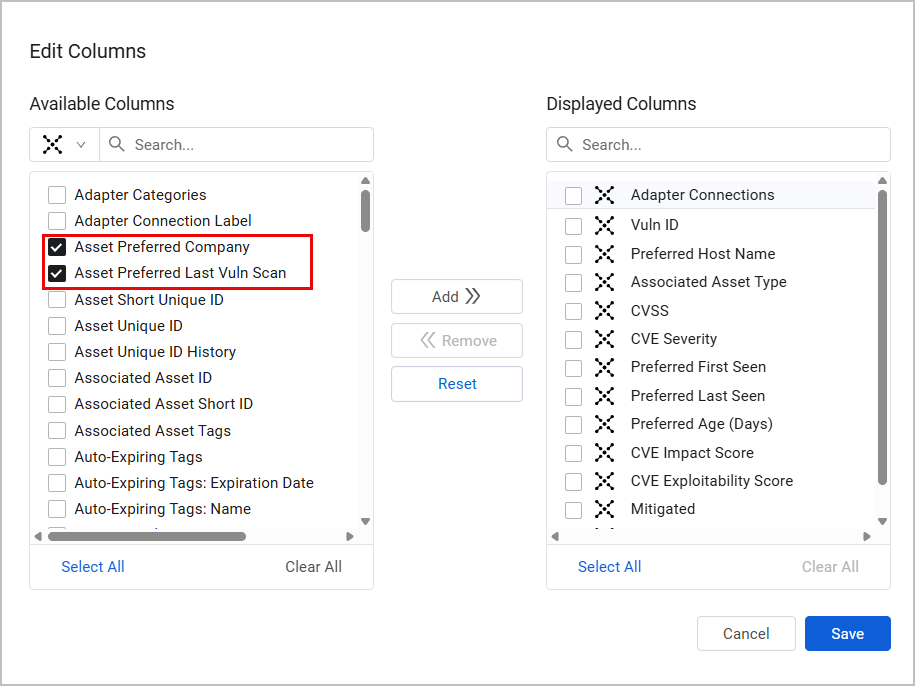 Edit Columns
Available Columns
Search...
Adapter Categories
Adapter Connection Label
Asset Preferred Company
Asset Preferred Last Vuln Scan
Asset Short Unique ID
Asset Unique ID
Asset Unique ID History
Associated Asset ID
Associated Asset Short ID
Associated Asset Tags
Auto-Expiring Tags
Auto-Expiring Tags: Expiration Date
Auto-Expiring Tags: Name
Select All
Clear All
Add
Remove
Reset
Displayed Columns
Search...
Adapter Connections
Vuln ID
Preferred Host Name
Associated Asset Type
CVSS
CVE Severity
Preferred First Seen
Preferred Last Seen
Preferred Age (Days)
CVE Impact Score
CVE Exploitability Score
Mitigated
Select All
Clear All
Cancel
Save